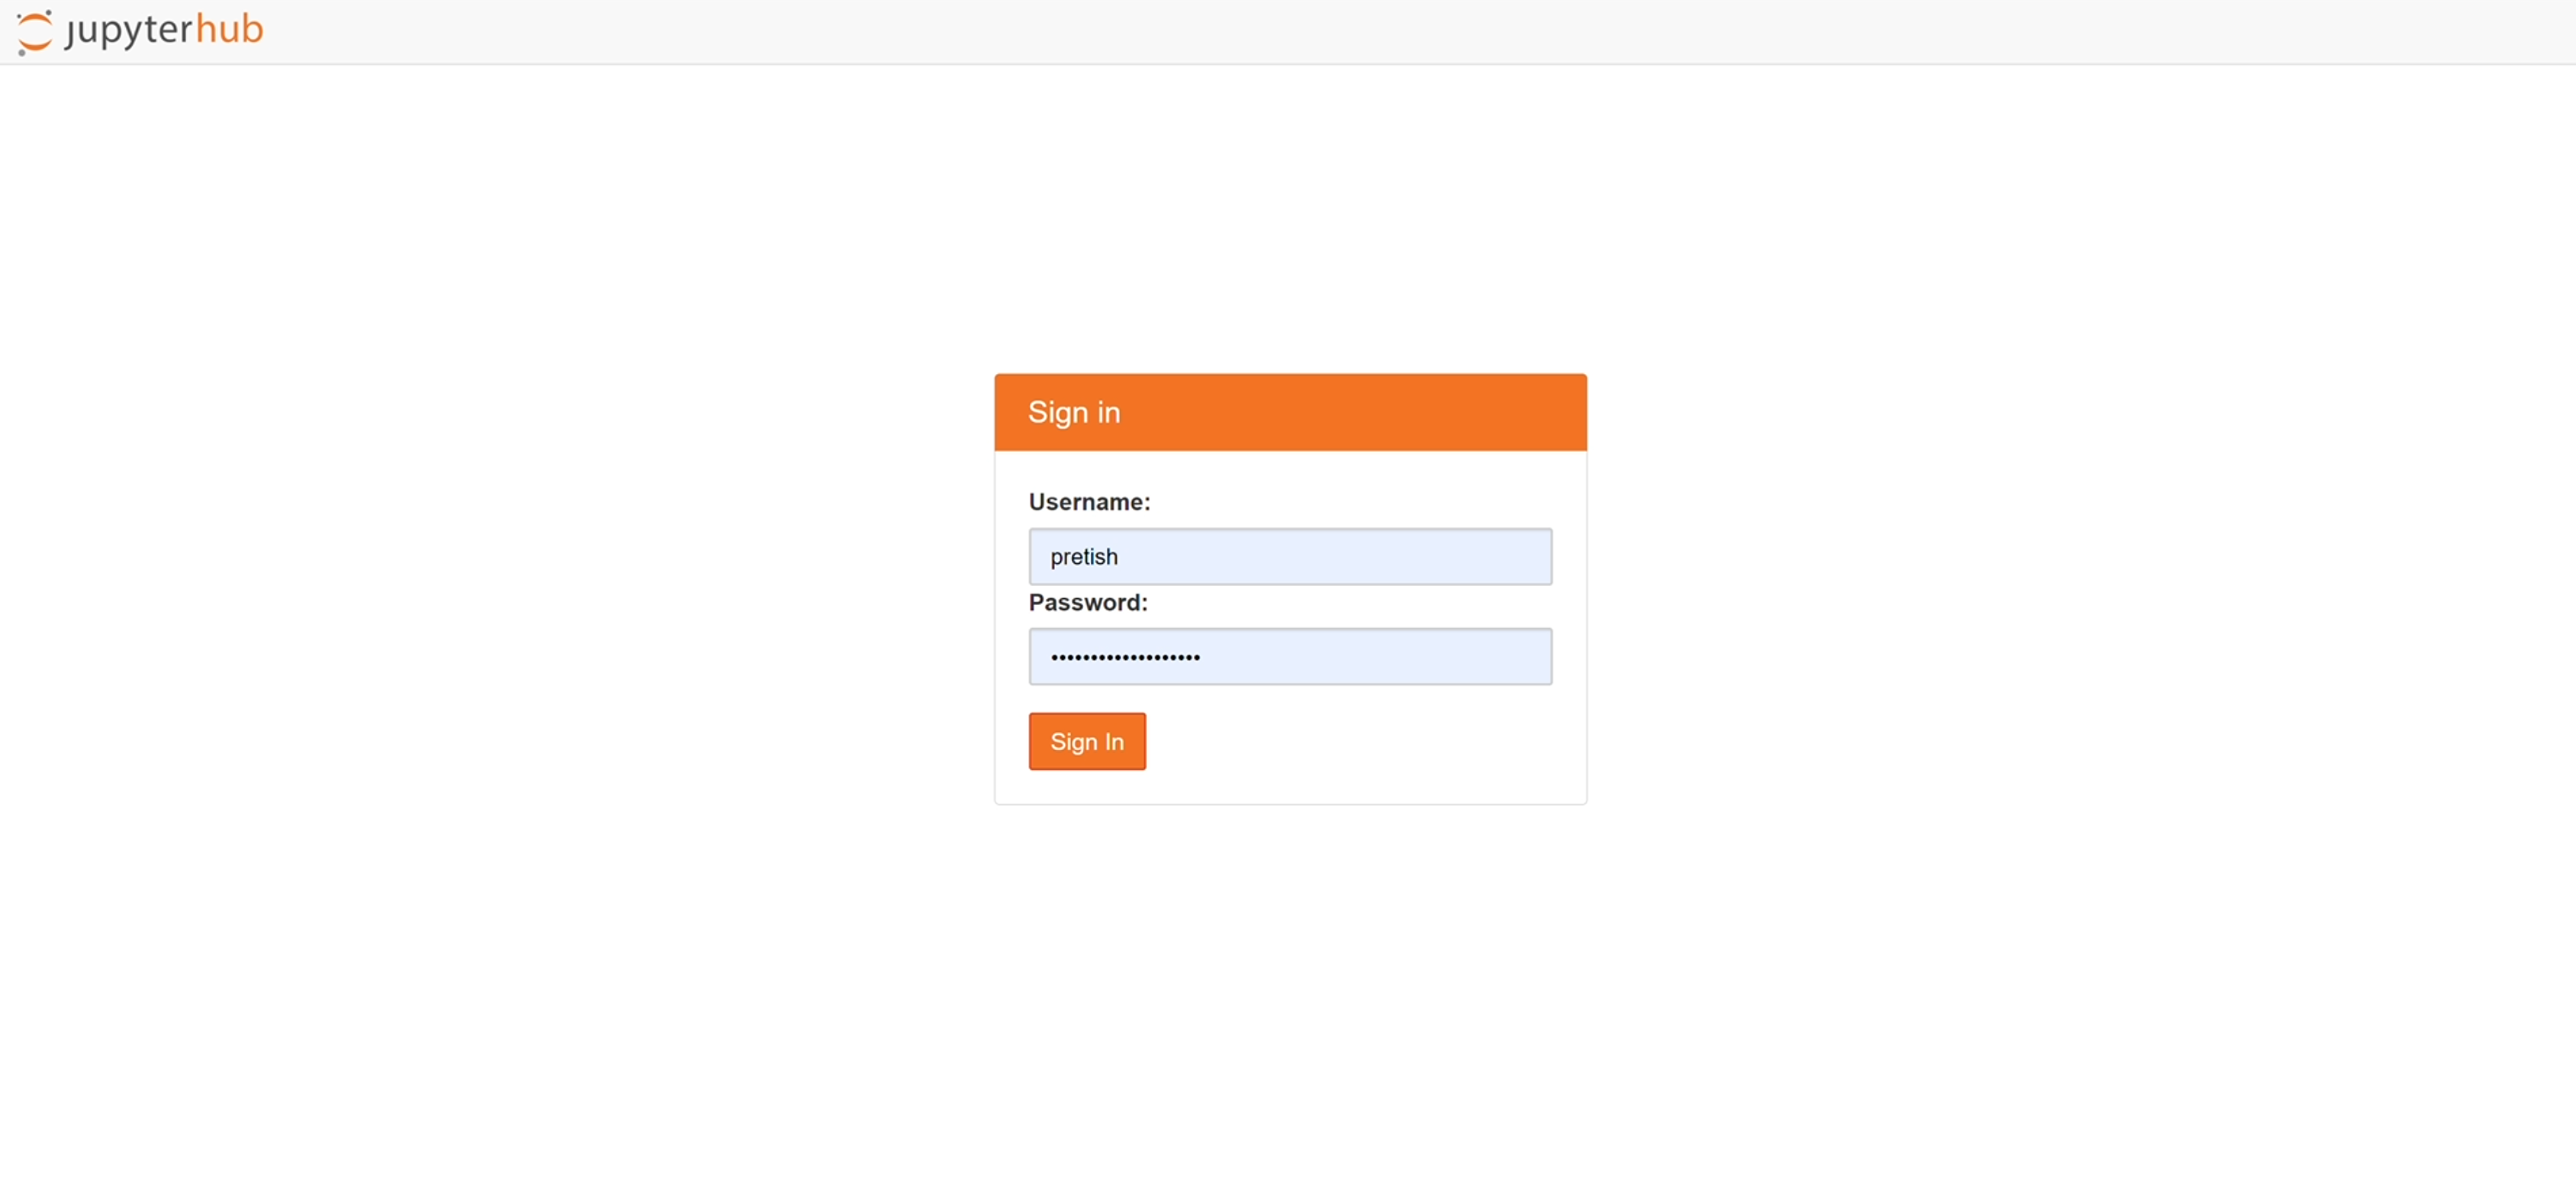 jupyterhub
Sign in
Username:
pretish
Password:
•••••••••••••••••••
Sign In